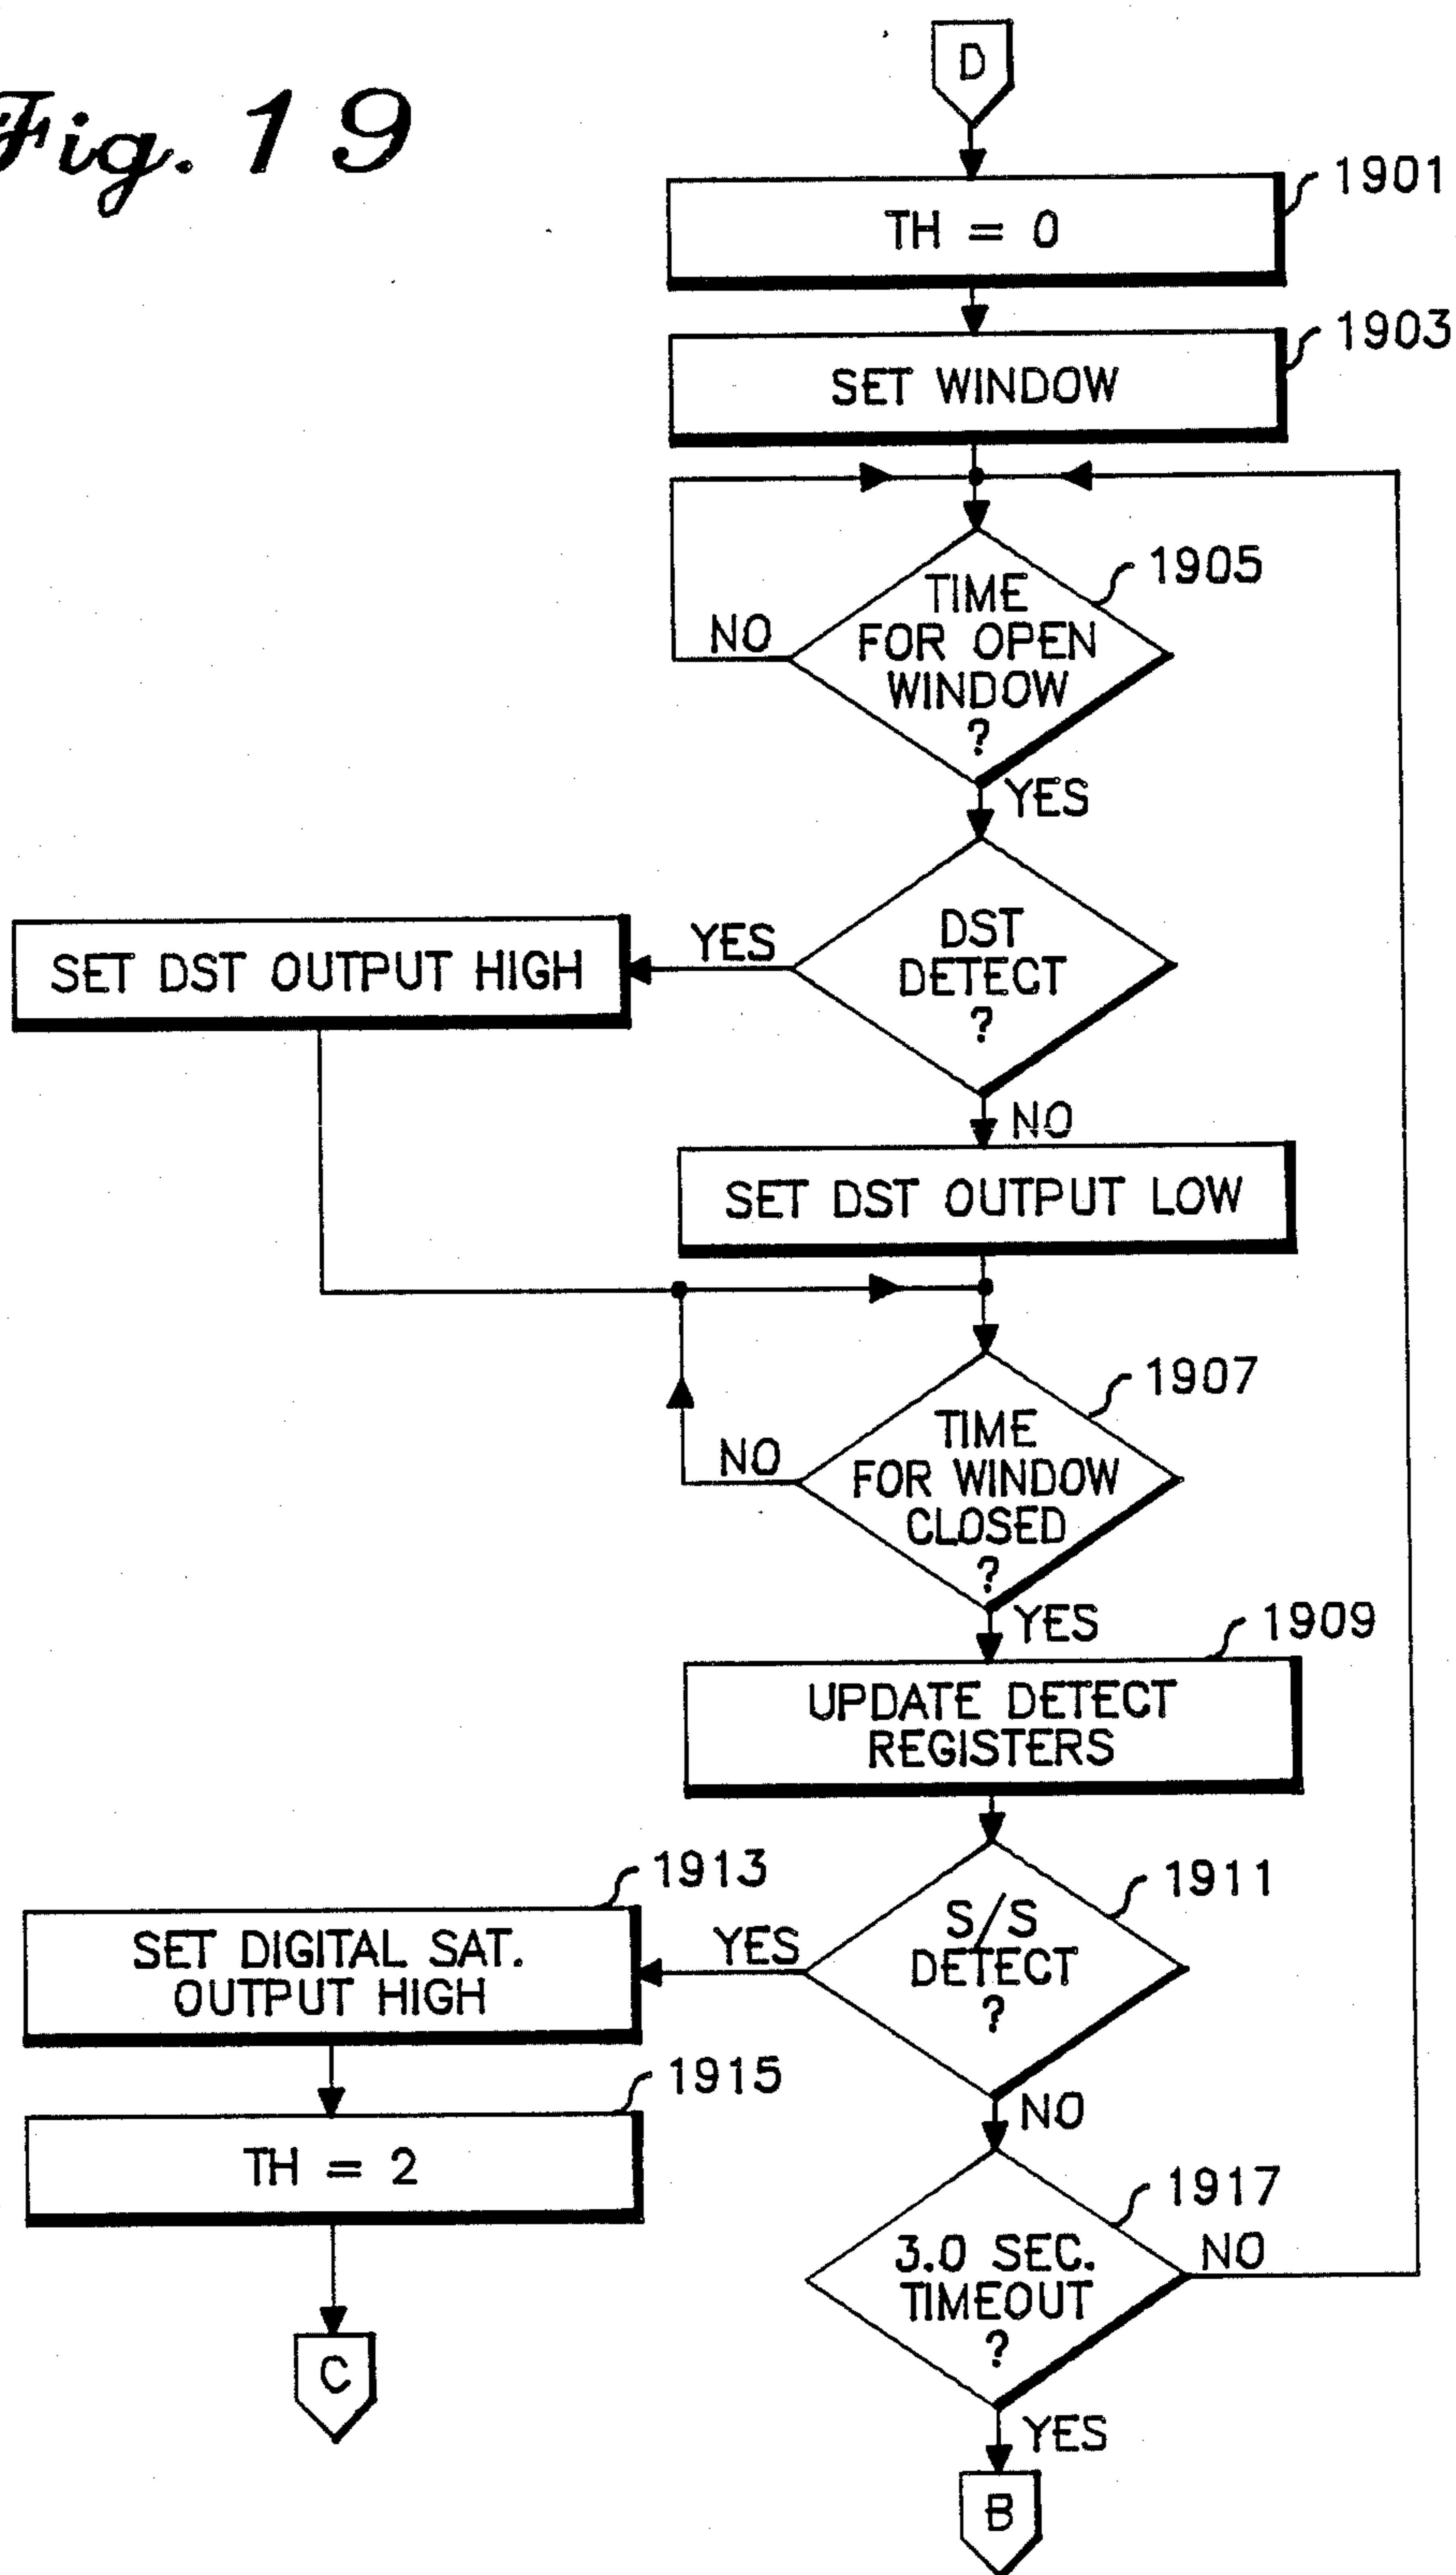 Fig. 19
D
1901
TH = 0
1903
SET WINDOW
1905
TIME
FOR OPEN
WINDOW
?
NO
YES
DST
DETECT
?
YES
SET DST OUTPUT HIGH
NO
SET DST OUTPUT LOW
1907
TIME
FOR WINDOW
CLOSED
?
NO
YES
1909
UPDATE DETECT
REGISTERS
1911
S/S
DETECT
?
YES
1913
SET DIGITAL SAT.
OUTPUT HIGH
1915
TH = 2
C
NO
1917
3.0 SEC.
TIMEOUT
?
NO
YES
B